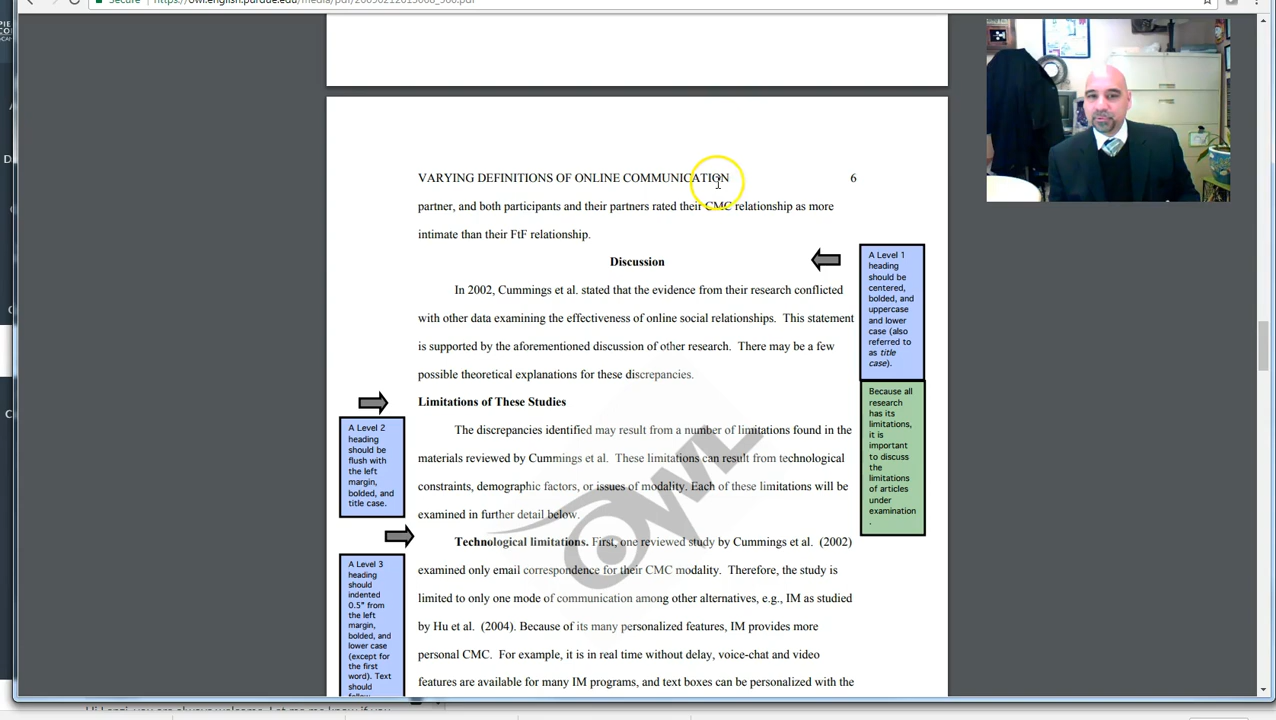 Secure
https://owl.english.purdue.edu/media/pdf/20090212013008_560.pdf
VARYING DEFINITIONS OF ONLINE COMMUNICATION 6
partner, and both participants and their partners rated their CMC relationship as more
intimate than their FtF relationship.
Discussion
In 2002, Cummings et al. stated that the evidence from their research conflicted
with other data examining the effectiveness of online social relationships. This statement
is supported by the aforementioned discussion of other research. There may be a few
possible theoretical explanations for these discrepancies.
Limitations of These Studies
The discrepancies identified may result from a number of limitations found in the
materials reviewed by Cummings et al. These limitations can result from technological
constraints, demographic factors, or issues of modality. Each of these limitations will be
examined in further detail below.
Technological limitations. First, one reviewed study by Cummings et al. (2002)
examined only email correspondence for their CMC modality. Therefore, the study is
limited to only one mode of communication among other alternatives, e.g., IM as studied
by Hu et al. (2004). Because of its many personalized features, IM provides more
personal CMC. For example, it is in real time without delay, voice-chat and video
features are available for many IM programs, and text boxes can be personalized with the
A Level 1
heading
should be
centered,
bolded, and
uppercase
and lower
case (also
referred to
as title
case).
Because all
research
has its
limitations,
it is
important
to discuss
the
limitations
of articles
under
examination
.
A Level 2
heading
should be
flush with
the left
margin,
bolded, and
title case.
A Level 3
heading
should
indented
0.5" from
the left
margin,
bolded, and
lower case
(except for
the first
word). Text
should
OWL